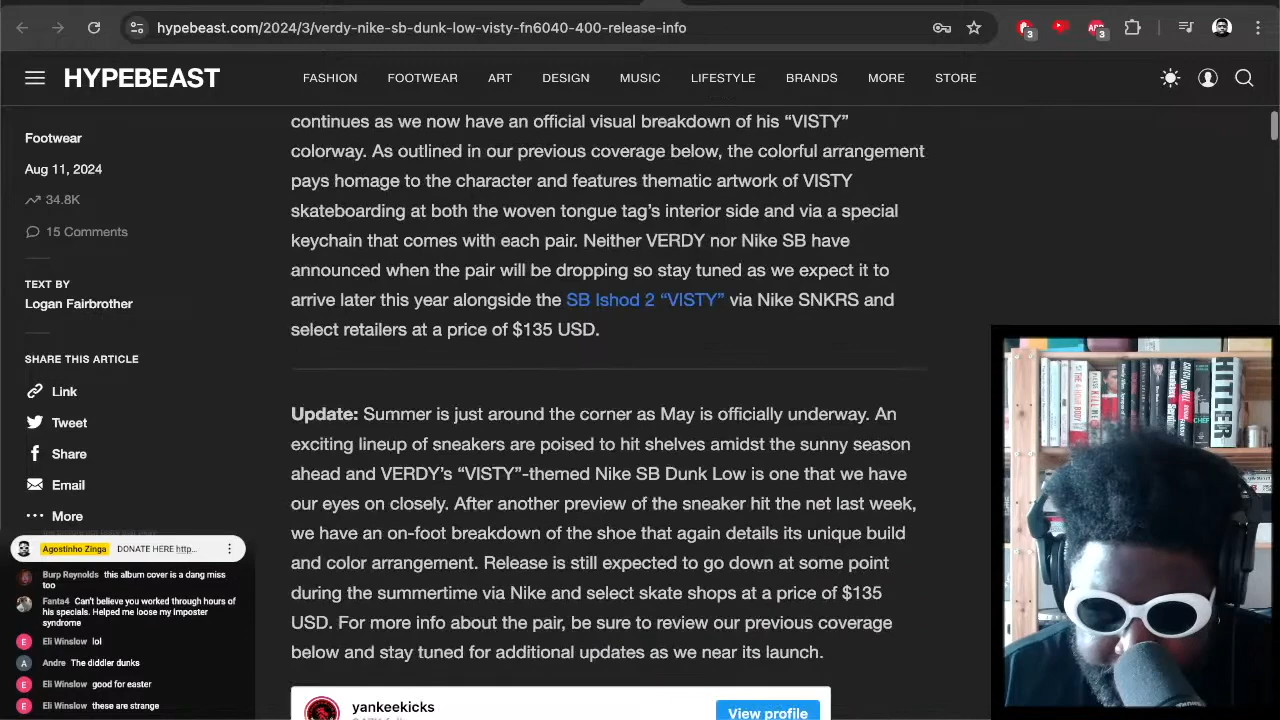 hypebeast.com/2024/3/verdy-nike-sb-dunk-low-visty-fn6040-400-release-info
3
3
HYPEBEAST
FASHION FOOTWEAR ART DESIGN MUSIC LIFESTYLE BRANDS MORE STORE
Footwear
Aug 11, 2024
34.8K
15 Comments
TEXT BY
Logan Fairbrother
SHARE THIS ARTICLE
Link
Tweet
Share
Email
More
continues as we now have an official visual breakdown of his “VISTY”
colorway. As outlined in our previous coverage below, the colorful arrangement
pays homage to the character and features thematic artwork of VISTY
skateboarding at both the woven tongue tag’s interior side and via a special
keychain that comes with each pair. Neither VERDY nor Nike SB have
announced when the pair will be dropping so stay tuned as we expect it to
arrive later this year alongside the SB Ishod 2 “VISTY” via Nike SNKRS and
select retailers at a price of $135 USD.
Update: Summer is just around the corner as May is officially underway. An
exciting lineup of sneakers are poised to hit shelves amidst the sunny season
ahead and VERDY’s “VISTY”-themed Nike SB Dunk Low is one that we have
our eyes on closely. After another preview of the sneaker hit the net last week,
we have an on-foot breakdown of the shoe that again details its unique build
and color arrangement. Release is still expected to go down at some point
during the summertime via Nike and select skate shops at a price of $135
USD. For more info about the pair, be sure to review our previous coverage
below and stay tuned for additional updates as we near its launch.
yankeekicks
View profile
Agostinho Zinga DONATE HERE http...
Burp Reynolds this album cover is a dang miss
too
Fanta4 Can't believe you worked through hours of
his specials. Helped me loose my imposter
syndrome
E Eli Winslow lol
A Andre The diddler dunks
E Eli Winslow good for easter
E Eli Winslow these are strange
HITLER